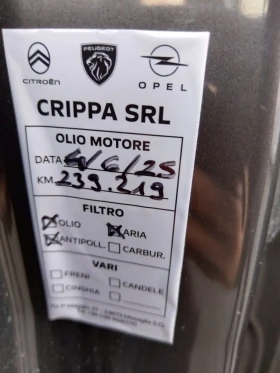 CITROËN PEUGEOT OPEL
CRIPPA SRL
OLIO MOTORE
DATA 4/6/25
KM. 239.219
FILTRO
OLIO ARIA
ANTIPOLL. CARBUR.
VARI
FRENI CANDELE
CINGHIA